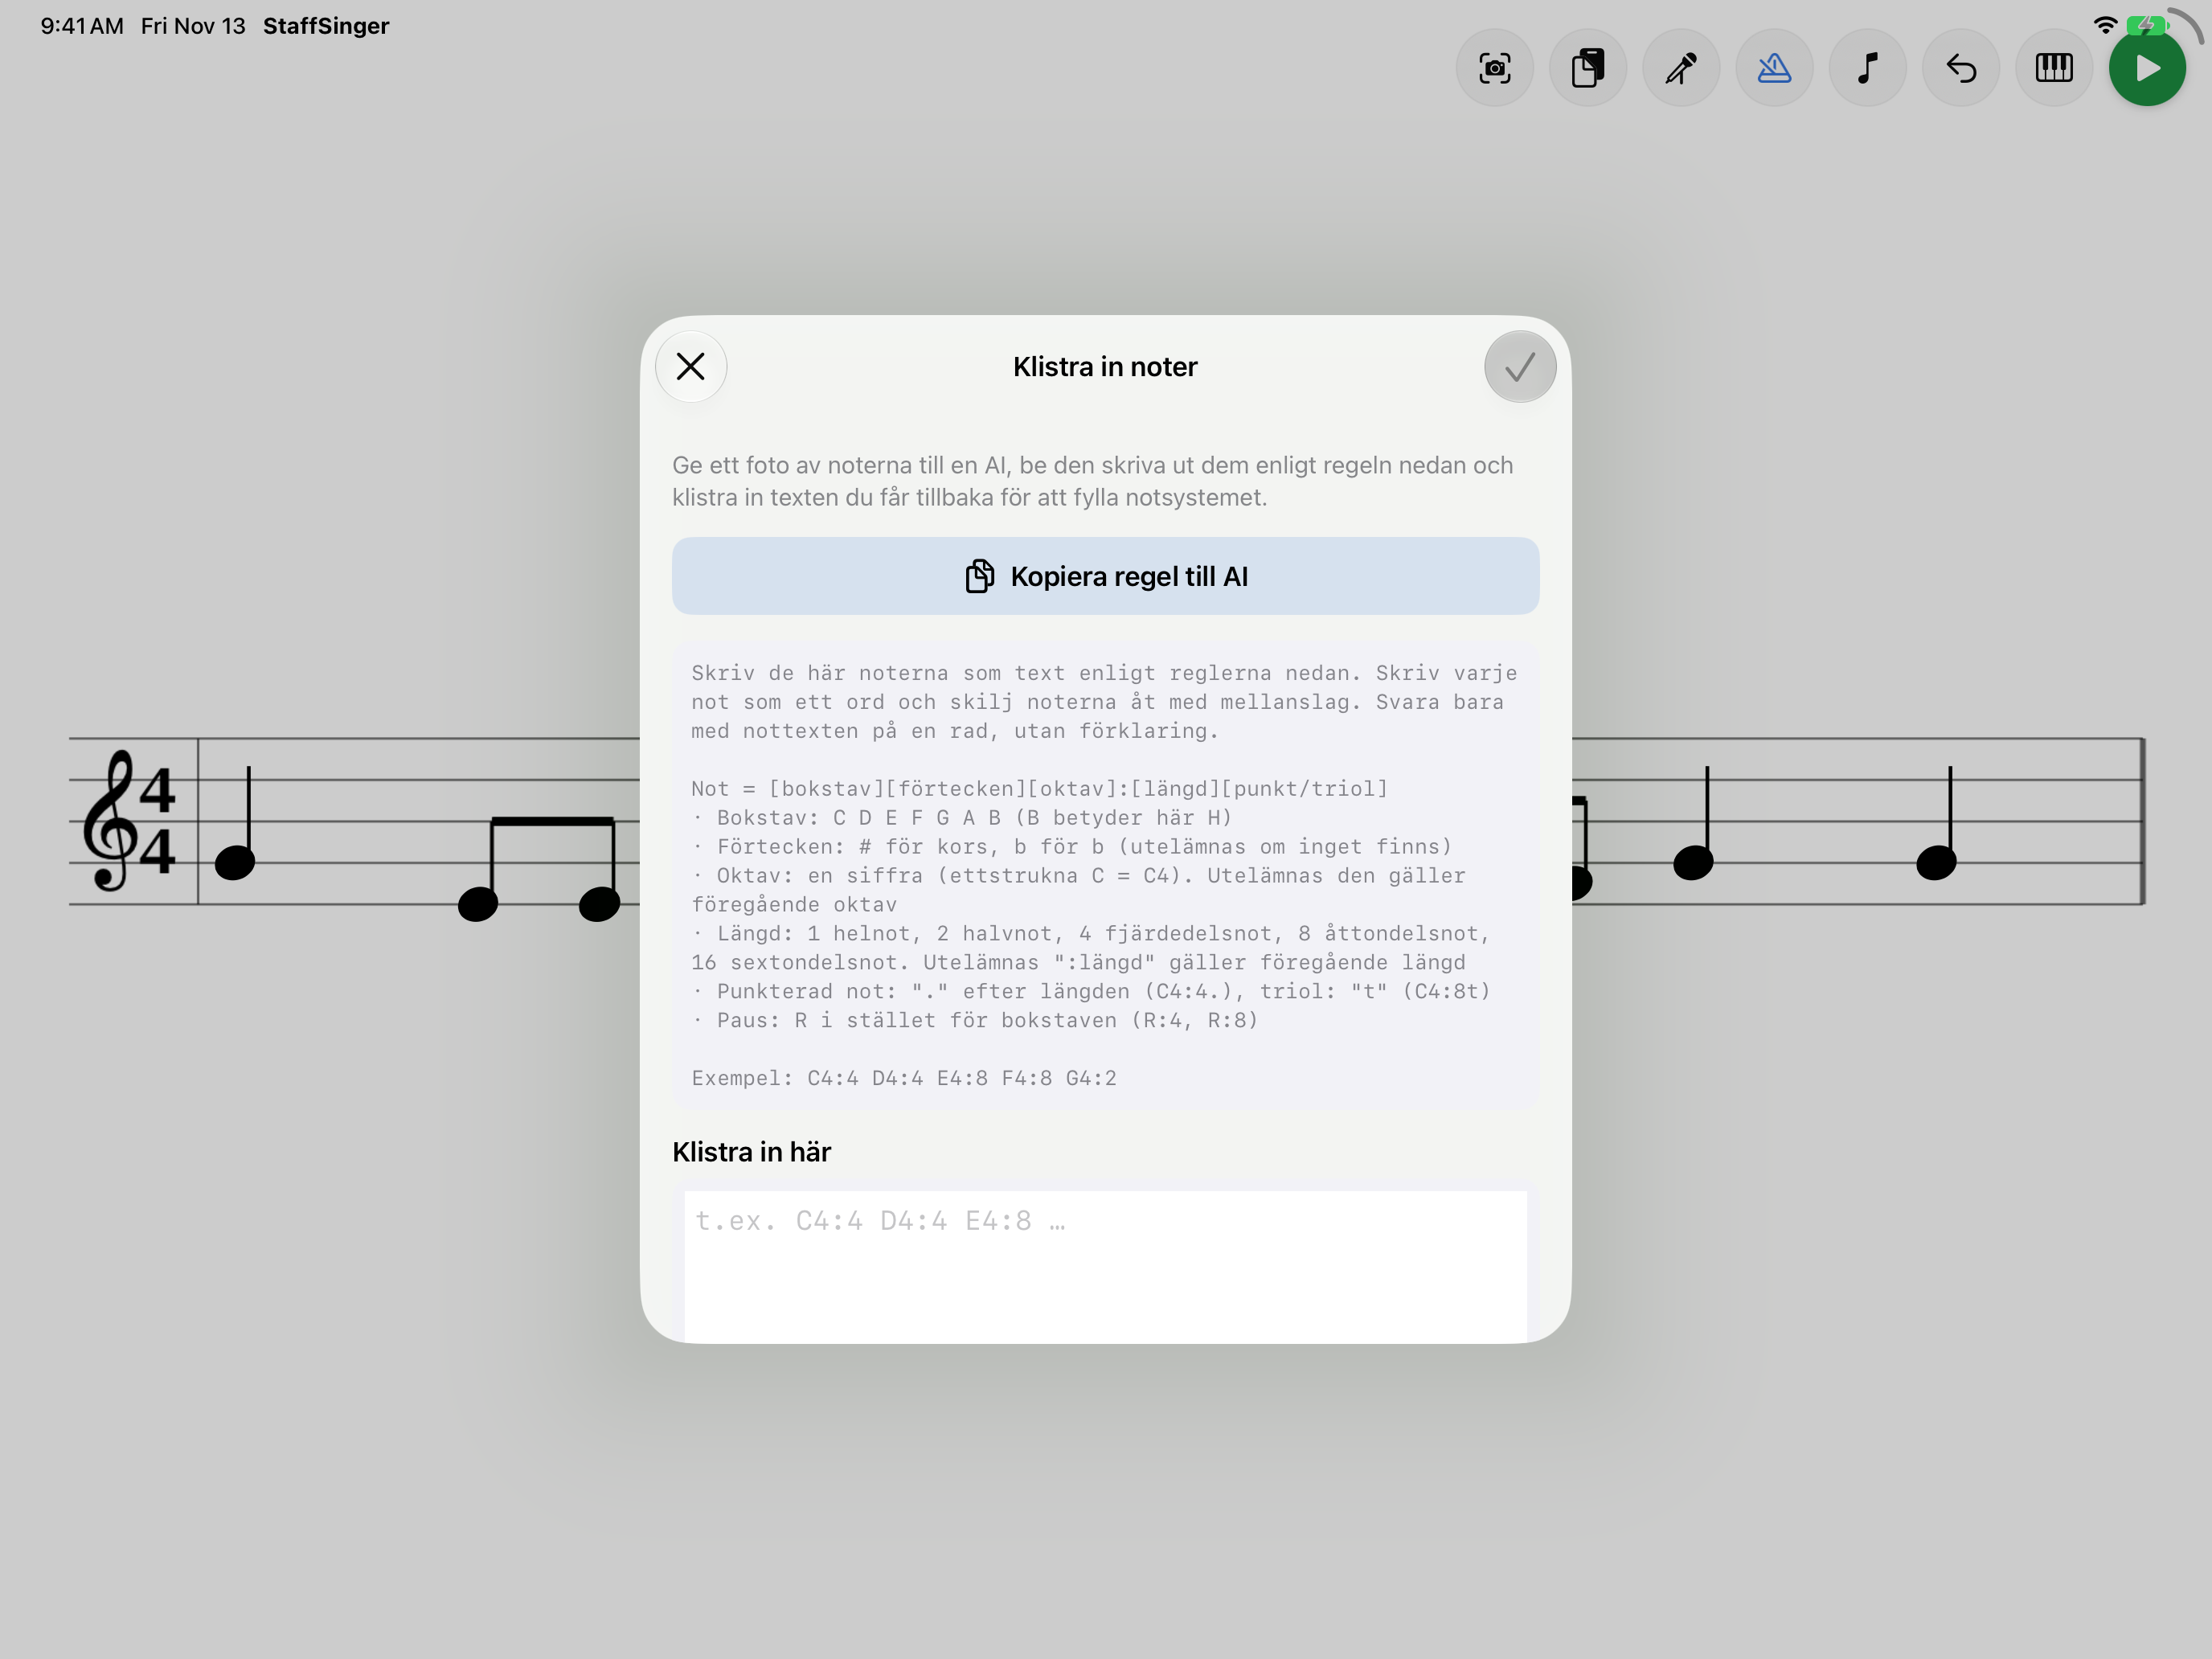 9:41 AM Fri Nov 13 StaffSinger
Klistra in noter
Ge ett foto av noterna till en AI, be den skriva ut dem enligt regeln nedan och
klistra in texten du får tillbaka för att fylla notsystemet.
Kopiera regel till AI
Skriv de här noterna som text enligt reglerna nedan. Skriv varje
not som ett ord och skilj noterna åt med mellanslag. Svara bara
med nottexten på en rad, utan förklaring.
Not = [bokstav][förtecken][oktav]:[längd][punkt/triol]
· Bokstav: C D E F G A B (B betyder här H)
· Förtecken: # för kors, b för b (utelämnas om inget finns)
· Oktav: en siffra (ettstrukna C = C4). Utelämnas den gäller
föregående oktav
· Längd: 1 helnot, 2 halvnot, 4 fjärdedelsnot, 8 åttondelsnot,
16 sextondelsnot. Utelämnas ":längd" gäller föregående längd
· Punkterad not: "." efter längden (C4:4.), triol: "t" (C4:8t)
· Paus: R i stället för bokstaven (R:4, R:8)
Exempel: C4:4 D4:4 E4:8 F4:8 G4:2
Klistra in här
t.ex. C4:4 D4:4 E4:8 …
4
4